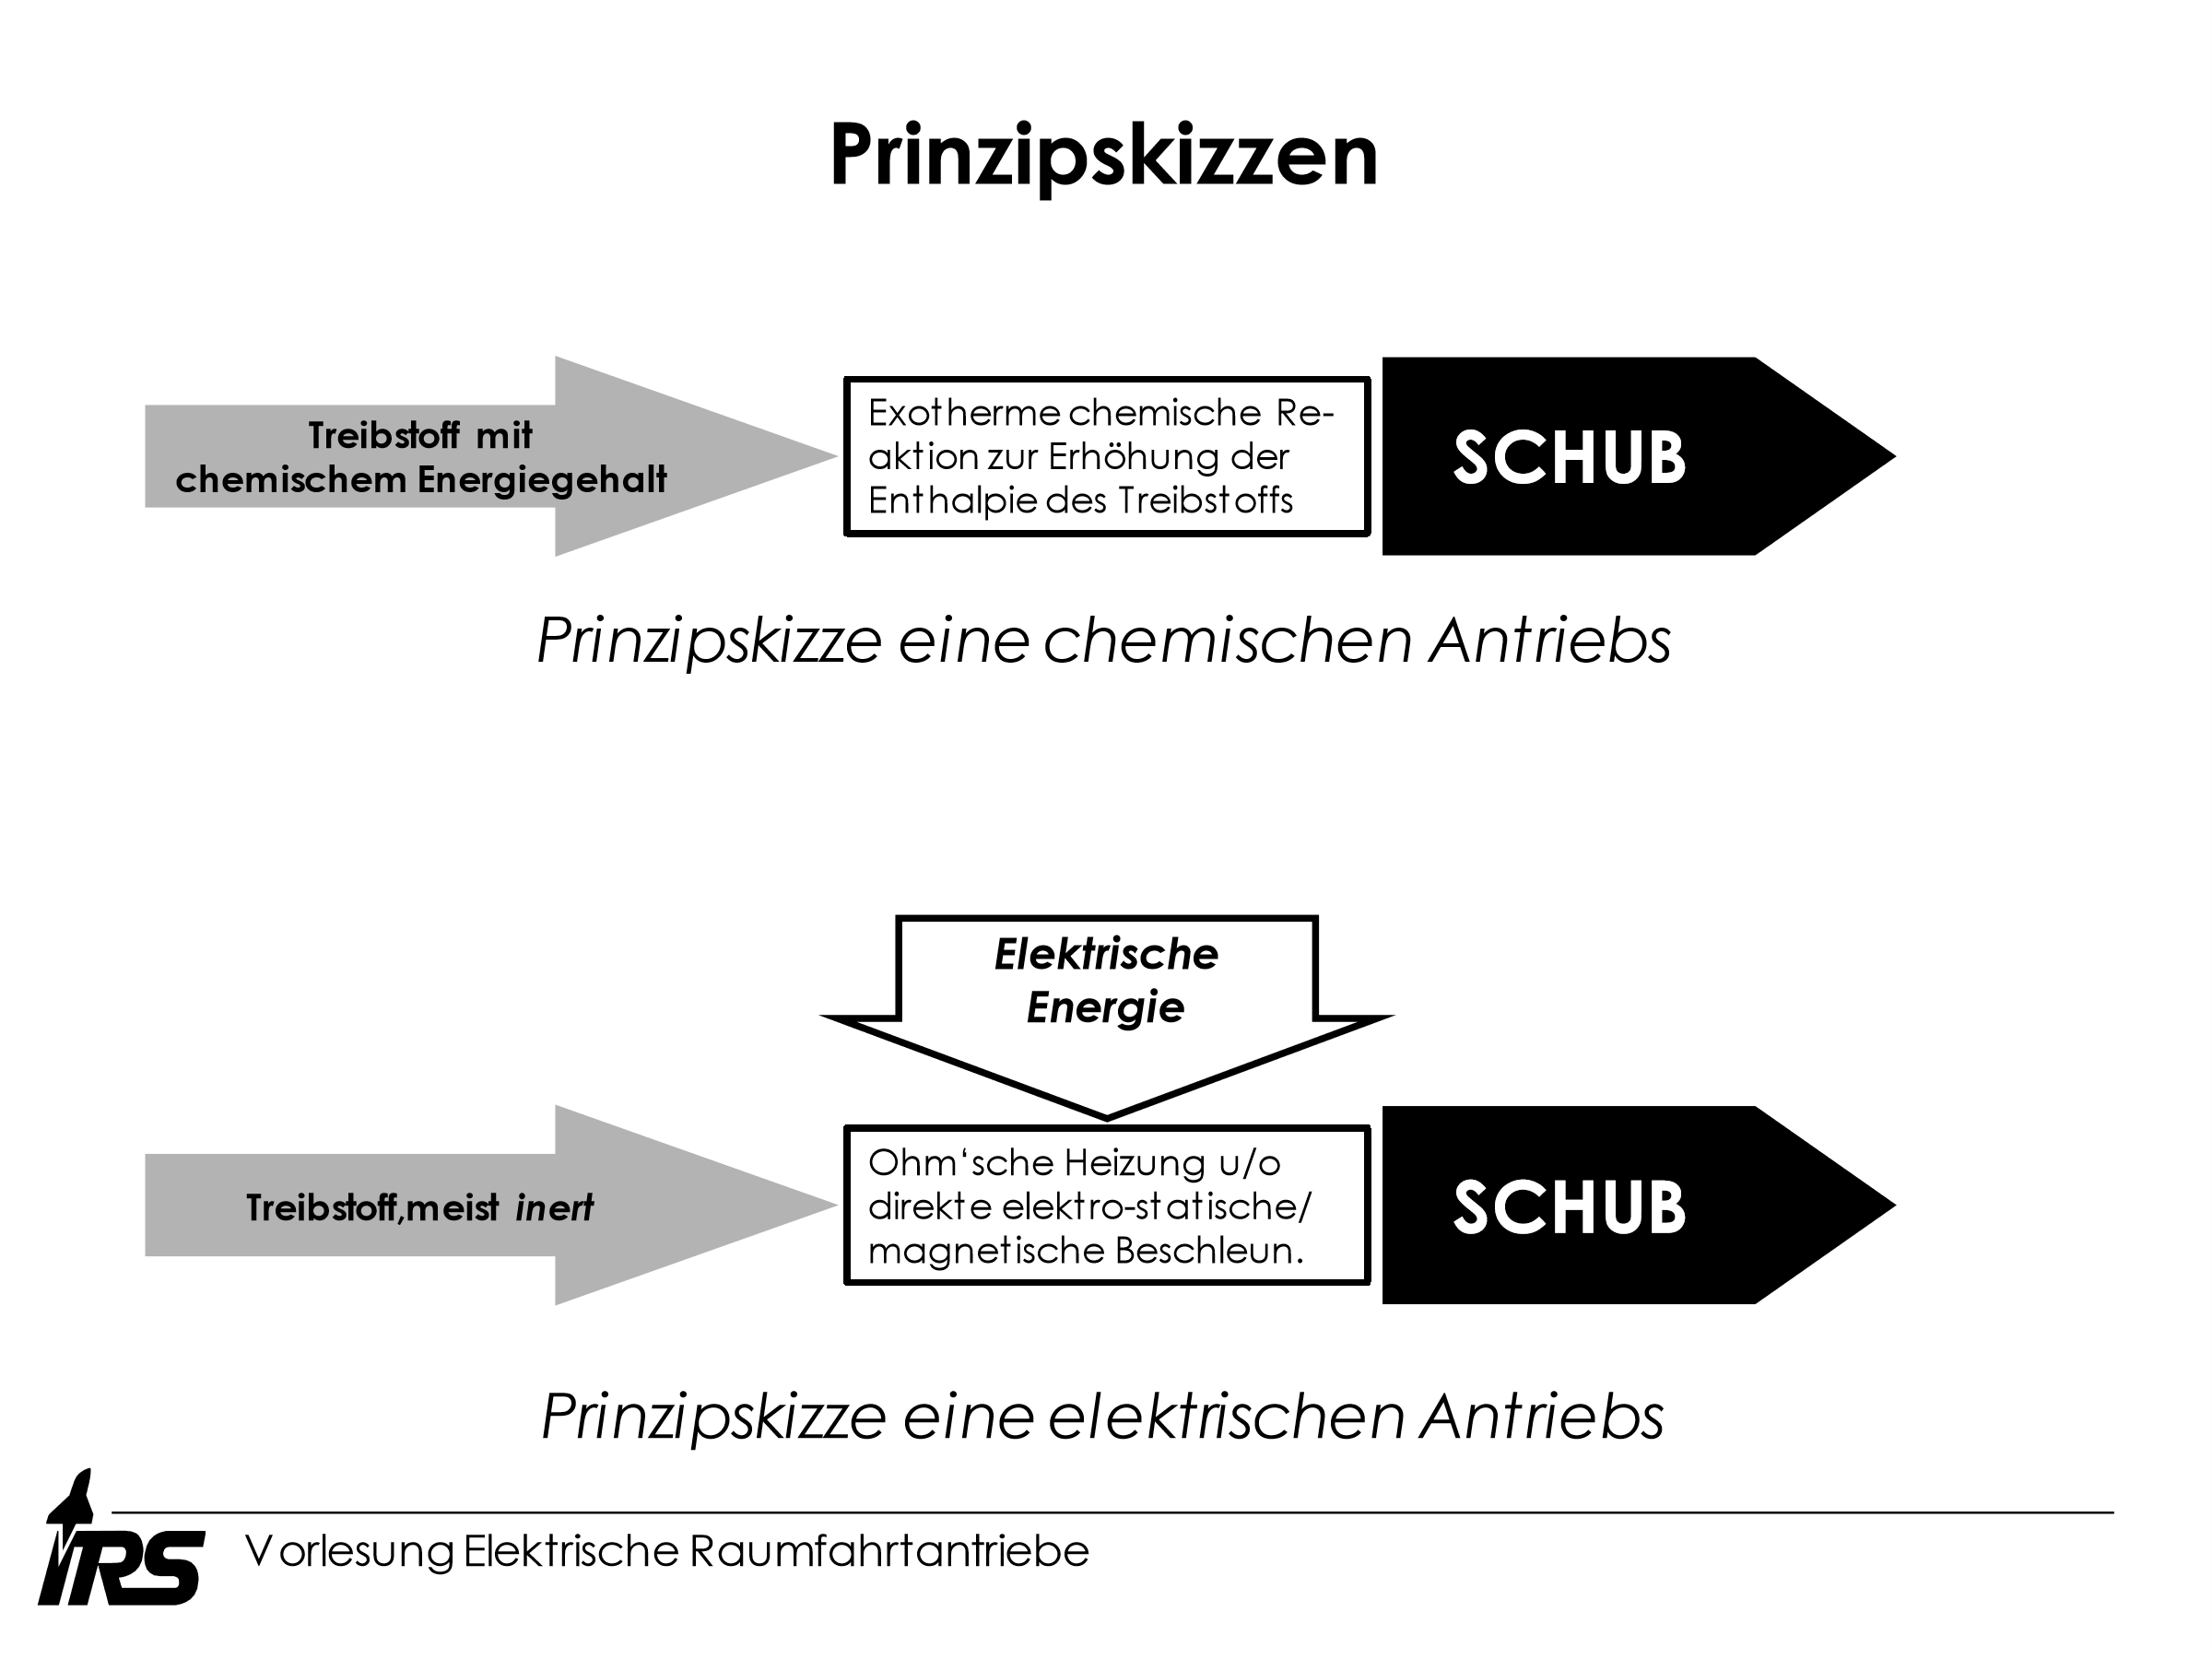 Prinzipskizzen
Treibstoff mit
chemischem Energiegehalt
Exotherme chemische Re-
aktion zur Erhöhung der
Enthalpie des Treibstoffs
SCHUB
Prinzipskizze eine chemischen Antriebs
Elektrische
Energie
Treibstoff,meist inert
Ohm‘sche Heizung u/o
direkte elektro-statische/
magnetische Beschleun.
SCHUB
Prinzipskizze eine elektrischen Antriebs
IRS
Vorlesung Elektrische Raumfahrtantriebe